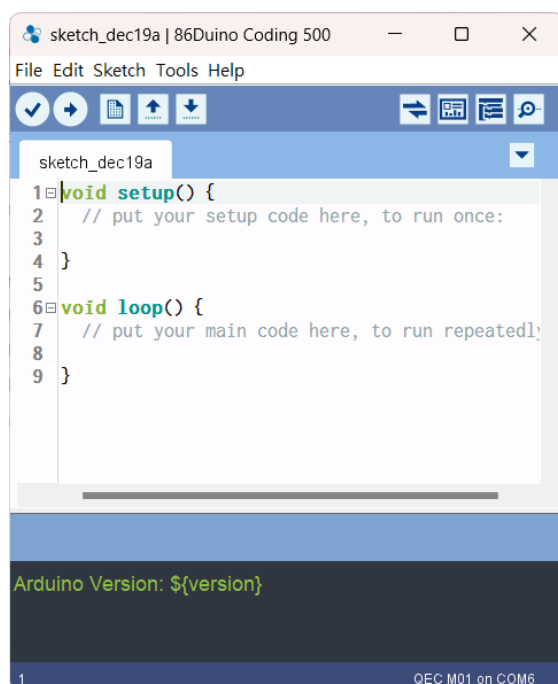 sketch_dec19a | 86Duino Coding 500
File Edit Sketch Tools Help
sketch_dec19a
1 void setup() {
2 // put your setup code here, to run once:
3
4 }
5
6 void loop() {
7 // put your main code here, to run repeatedly
8
9 }
Arduino Version: ${version}
1 QEC M01 on COM6